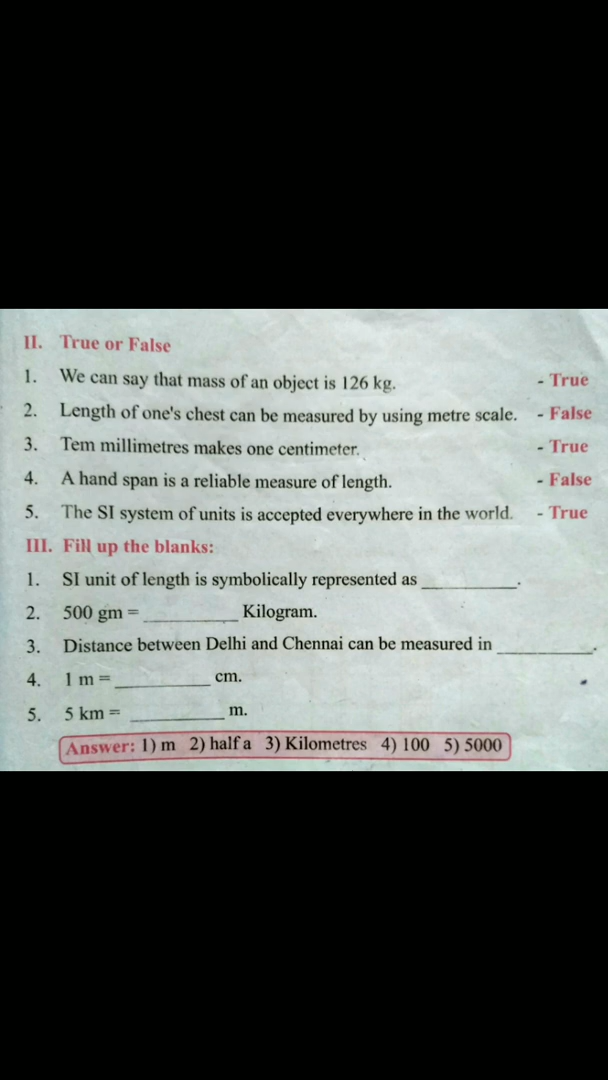 II. True or False
1. We can say that mass of an object is 126 kg. - True
2. Length of one's chest can be measured by using metre scale. - False
3. Tem millimetres makes one centimeter. - True
4. A hand span is a reliable measure of length. - False
5. The SI system of units is accepted everywhere in the world. - True
III. Fill up the blanks:
1. SI unit of length is symbolically represented as __________.
2. 500 gm = __________ Kilogram.
3. Distance between Delhi and Chennai can be measured in __________.
4. 1 m = __________ cm.
5. 5 km = __________ m.
Answer: 1) m 2) half a 3) Kilometres 4) 100 5) 5000